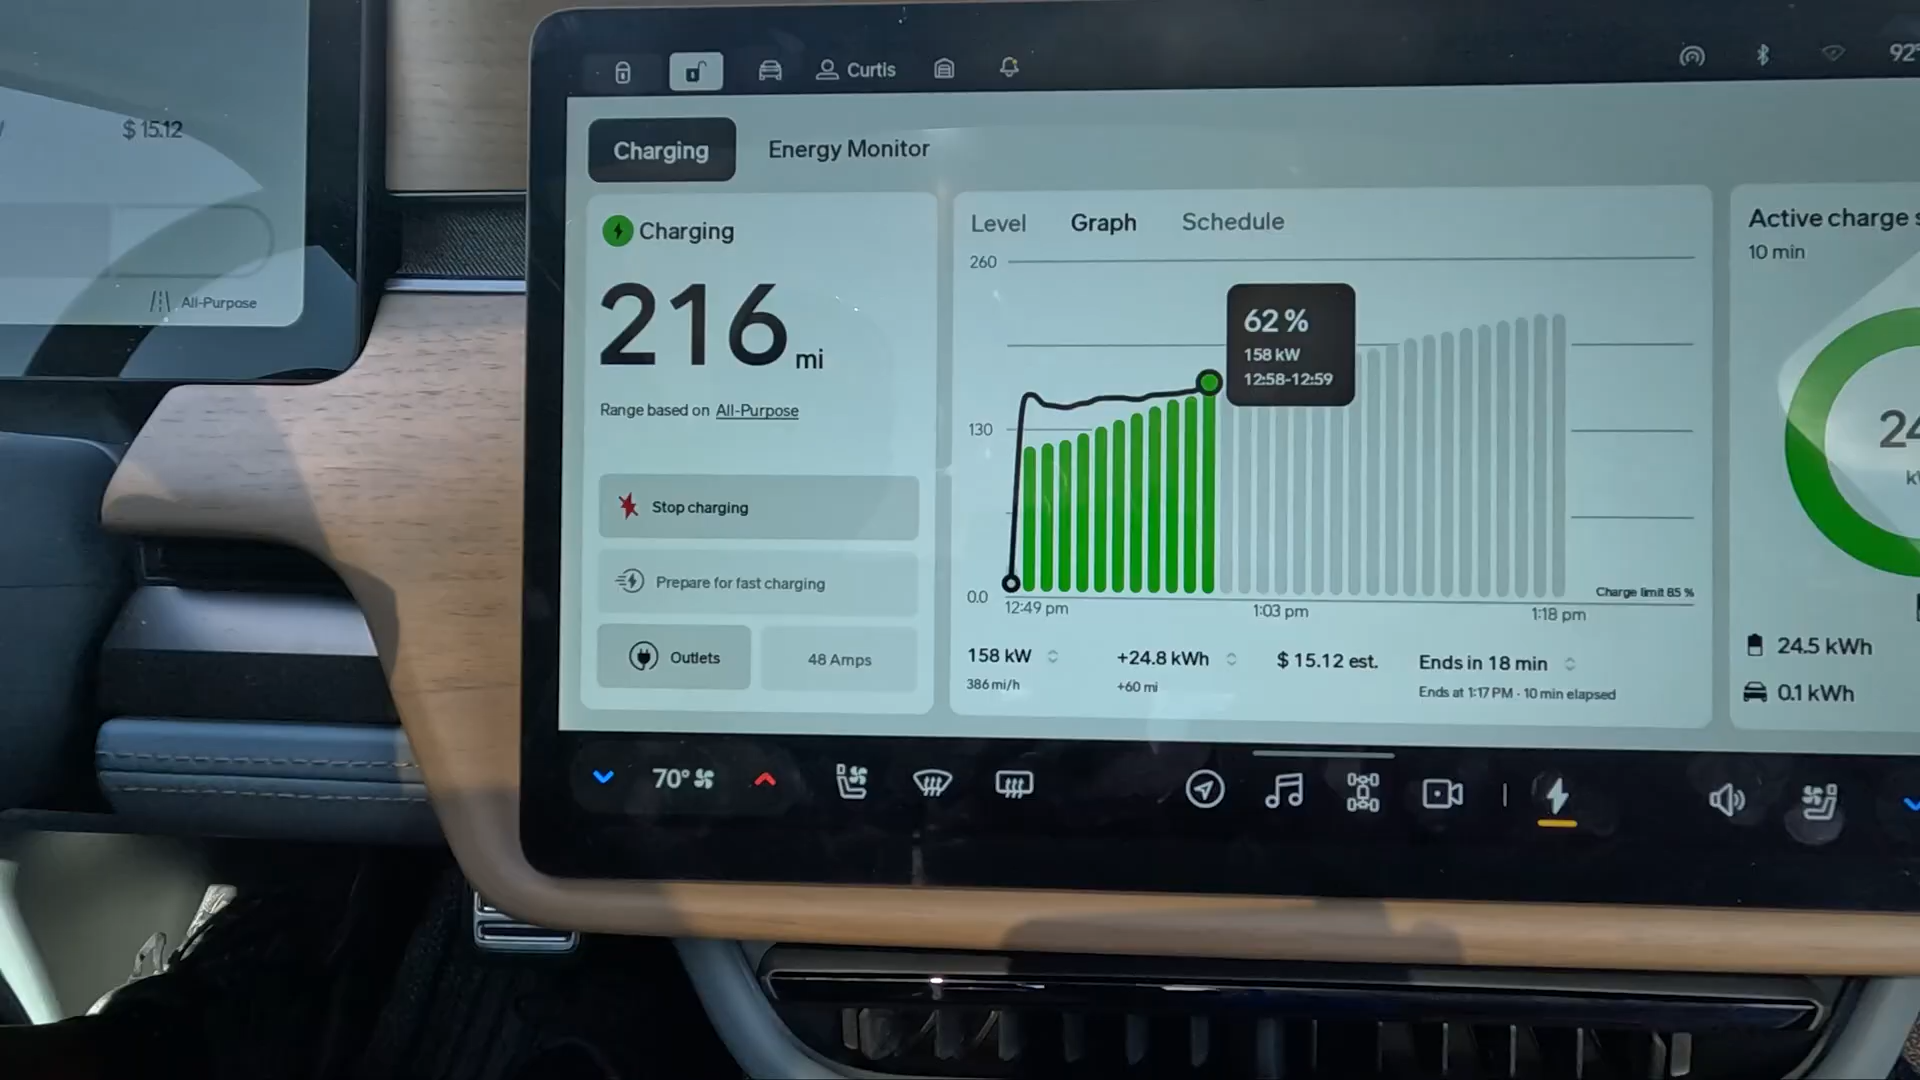 $ 15.12
All-Purpose
Curtis
92°
Charging
Energy Monitor
Charging
216 mi
Range based on All-Purpose
Stop charging
Prepare for fast charging
Outlets
48 Amps
Level
Graph
Schedule
260
130
0.0
62 %
158 kW
12:58-12:59
12:49 pm
1:03 pm
1:18 pm
Charge limit 85 %
158 kW
386 mi/h
+24.8 kWh
+60 mi
$ 15.12 est.
Ends in 18 min
Ends at 1:17 PM · 10 min elapsed
Active charge
10 min
24.5 kWh
0.1 kWh
70°